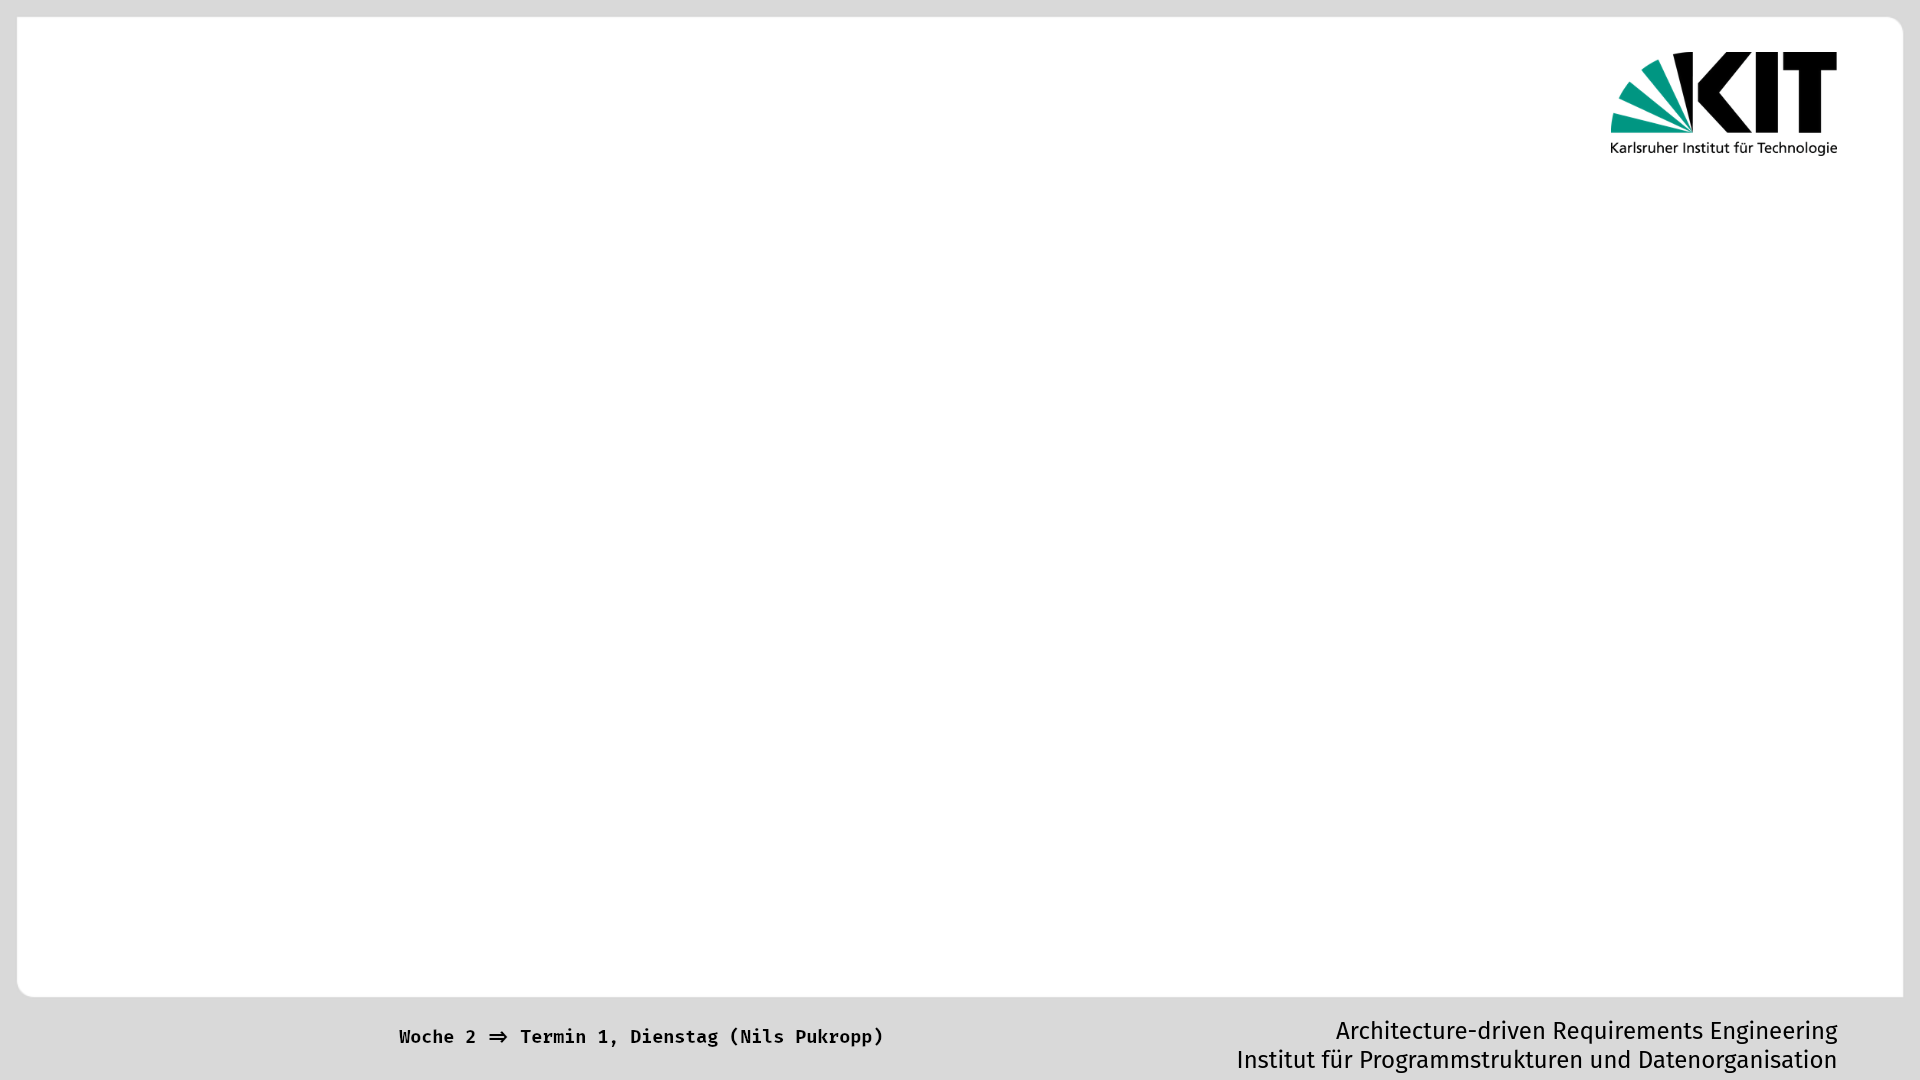 KIT
Karlsruher Institut für Technologie
Woche 2 => Termin 1, Dienstag (Nils Pukropp)
Architecture-driven Requirements Engineering
Institut für Programmstrukturen und Datenorganisation